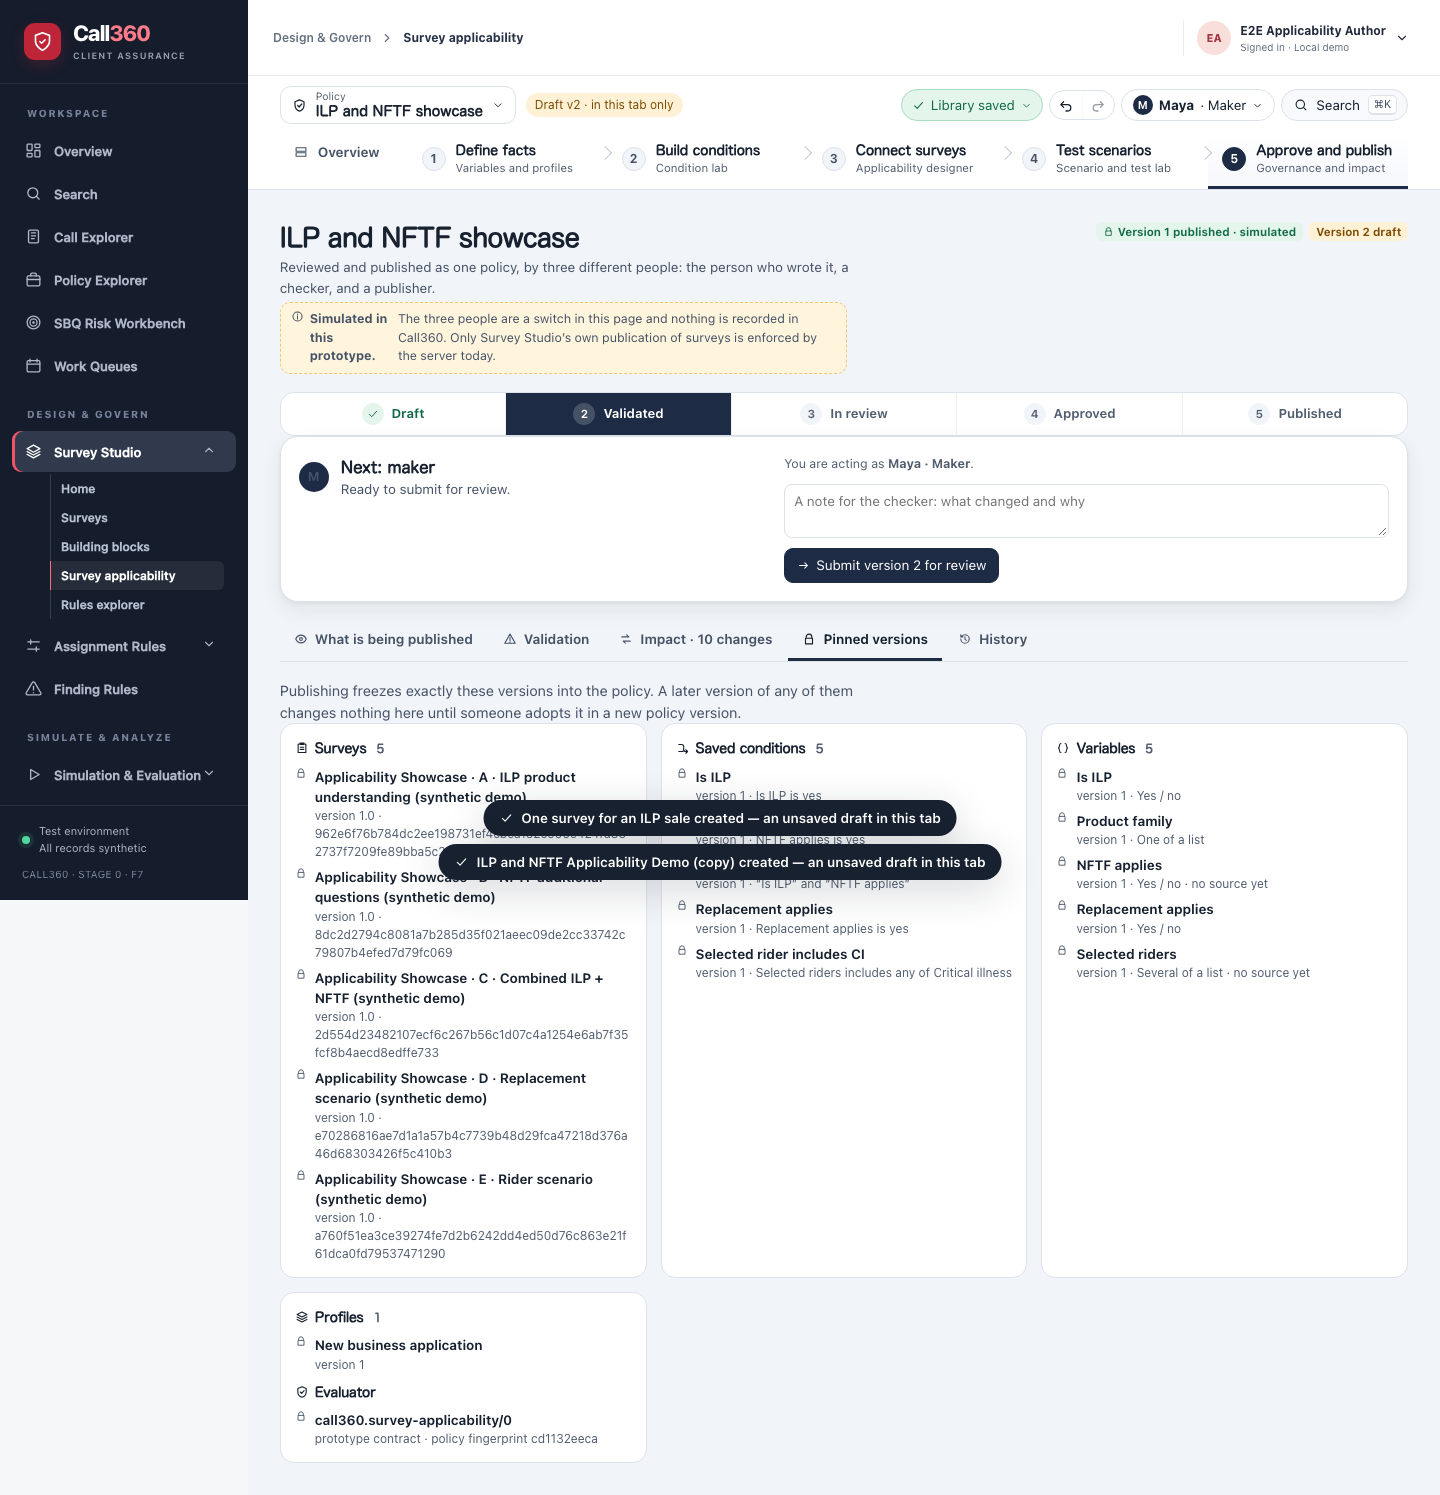 Call360
CLIENT ASSURANCE
WORKSPACE
Overview
Search
Call Explorer
Policy Explorer
SBQ Risk Workbench
Work Queues
DESIGN & GOVERN
Survey Studio
Home
Surveys
Building blocks
Survey applicability
Rules explorer
Assignment Rules
Finding Rules
SIMULATE & ANALYZE
Simulation & Evaluation
Test environment
All records synthetic
CALL360 · STAGE 0 · F7
Design & Govern > Survey applicability
EA
E2E Applicability Author
Signed in · Local demo
Policy
ILP and NFTF showcase
Draft v2 · in this tab only
Library saved
M Maya · Maker
Search ⌘K
Overview
1 Define facts
Variables and profiles
2 Build conditions
Condition lab
3 Connect surveys
Applicability designer
4 Test scenarios
Scenario and test lab
5 Approve and publish
Governance and impact
ILP and NFTF showcase
Version 1 published · simulated
Version 2 draft
Reviewed and published as one policy, by three different people: the person who wrote it, a
checker, and a publisher.
Simulated in
this
prototype.
The three people are a switch in this page and nothing is recorded in
Call360. Only Survey Studio's own publication of surveys is enforced by
the server today.
Draft
2 Validated
3 In review
4 Approved
5 Published
M
Next: maker
Ready to submit for review.
You are acting as Maya · Maker.
A note for the checker: what changed and why
Submit version 2 for review
What is being published
Validation
Impact · 10 changes
Pinned versions
History
Publishing freezes exactly these versions into the policy. A later version of any of them
changes nothing here until someone adopts it in a new policy version.
Surveys 5
Applicability Showcase · A · ILP product
understanding (synthetic demo)
version 1.0 ·
962e6f76b784dc2ee198731ef4
2737f7209fe89bba5c2
Applicability Showcase
questions (synthetic demo)
version 1.0 ·
8dc2d2794c8081a7b285d35f021aeec09de2cc33742c
79807b4efed7d79fc069
Applicability Showcase · C · Combined ILP +
NFTF (synthetic demo)
version 1.0 ·
2d554d23482107ecf6c267b56c1d07c4a1254e6ab7f35
fcf8b4aecd8edffe733
Applicability Showcase · D · Replacement
scenario (synthetic demo)
version 1.0 ·
e70286816ae7d1a1a57b4c7739b48d29fca47218d376a
46d68303426f5c410b3
Applicability Showcase · E · Rider scenario
(synthetic demo)
version 1.0 ·
a760f51ea3ce39274fe7d2b6242dd4ed50d76c863e21f
61dca0fd79537471290
Saved conditions 5
Is ILP
version 1 · Is ILP is yes
version 1 · NFTF applies is yes
version 1 · "Is ILP" and "NFTF applies"
Replacement applies
version 1 · Replacement applies is yes
Selected rider includes CI
version 1 · Selected riders includes any of Critical illness
Variables 5
Is ILP
version 1 · Yes / no
Product family
version 1 · One of a list
NFTF applies
version 1 · Yes / no · no source yet
Replacement applies
version 1 · Yes / no
Selected riders
version 1 · Several of a list · no source yet
One survey for an ILP sale created — an unsaved draft in this tab
ILP and NFTF Applicability Demo (copy) created — an unsaved draft in this tab
Profiles 1
New business application
version 1
Evaluator
call360.survey-applicability/0
prototype contract · policy fingerprint cd1132eeca